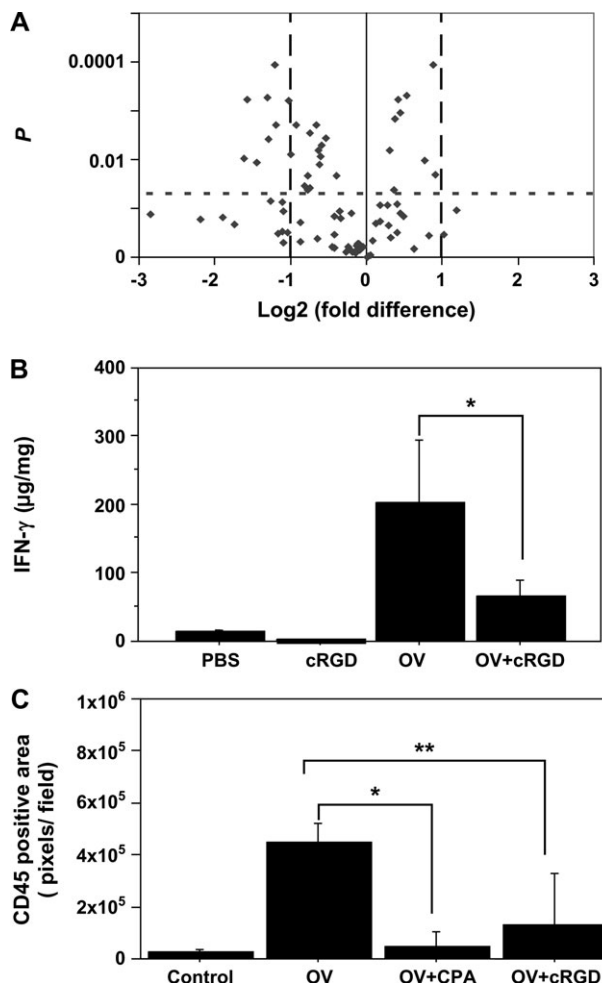 A
P
0.0001
0.01
0
-3 -2 -1 0 1 2 3
Log2 (fold difference)
B
IFN-γ (µg/mg)
400
300
200
100
0
*
PBS cRGD OV OV+cRGD
C
CD45 positive area
( pixels/ field)
1x10⁶
8x10⁵
6x10⁵
4x10⁵
2x10⁵
0
**
*
Control OV OV+CPA OV+cRGD